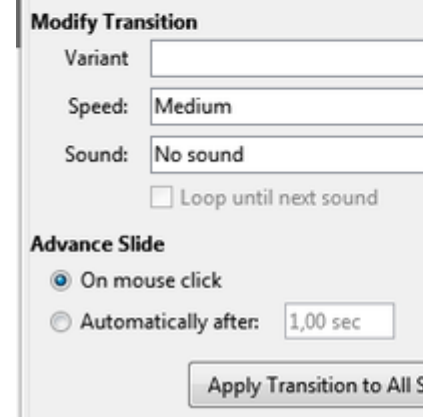 Modify Transition
Variant
Speed: Medium
Sound: No sound
Loop until next sound
Advance Slide
On mouse click
Automatically after: 1,00 sec
Apply Transition to All